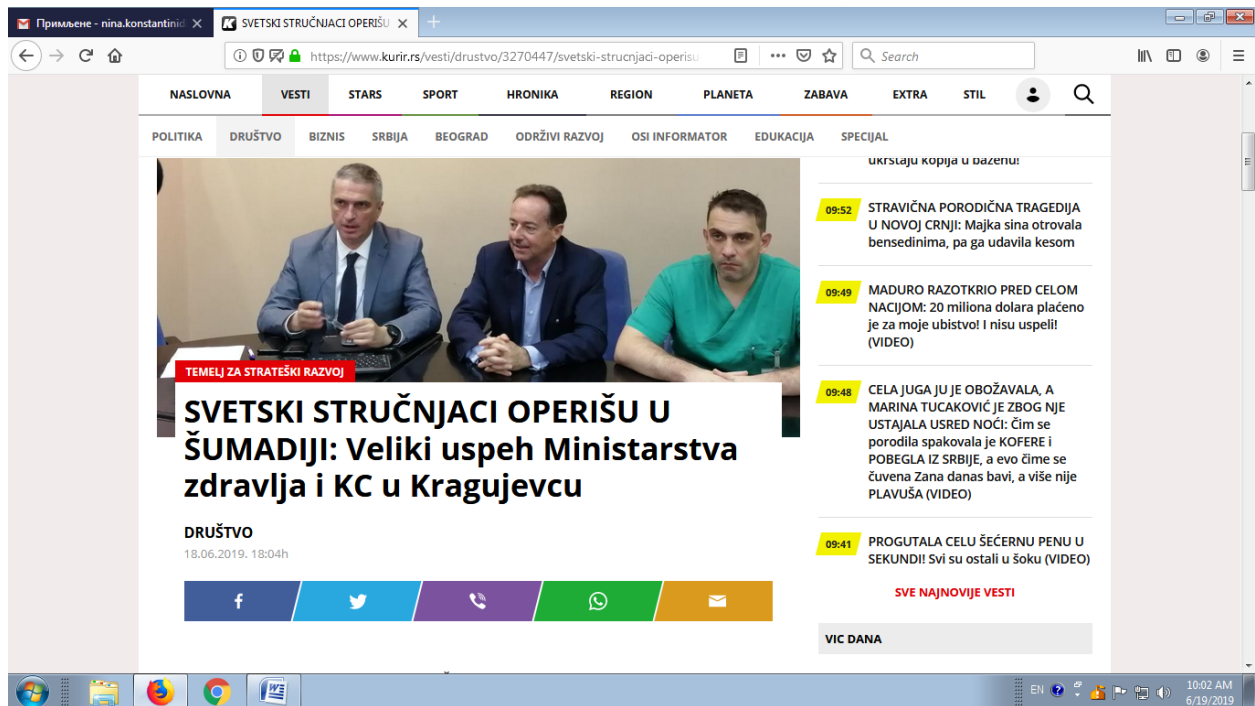 Примљене - nina.konstantinid
SVETSKI STRUČNJACI OPERIŠU
https://www.kurir.rs/vesti/drustvo/3270447/svetski-strucnjaci-operisu
Search
NASLOVNA VESTI STARS SPORT HRONIKA REGION PLANETA ZABAVA EXTRA STIL
POLITIKA DRUŠTVO BIZNIS SRBIJA BEOGRAD ODRŽIVI RAZVOJ OSI INFORMATOR EDUKACIJA SPECIJAL
TEMELJ ZA STRATEŠKI RAZVOJ
SVETSKI STRUČNJACI OPERIŠU U
ŠUMADIJI: Veliki uspeh Ministarstva
zdravlja i KC u Kragujevcu
DRUŠTVO
18.06.2019. 18:04h
ukrštaju koplja u bazenu!
09:52 STRAVIČNA PORODIČNA TRAGEDIJA
U NOVOJ CRNJI: Majka sina otrovala
bensedinima, pa ga udavila kesom
09:49 MADURO RAZOTKRIO PRED CELOM
NACIJOM: 20 miliona dolara plaćeno
je za moje ubistvo! I nisu uspeli!
(VIDEO)
09:48 CELA JUGA JU JE OBOŽAVALA, A
MARINA TUCAKOVIĆ JE ZBOG NJE
USTAJALA USRED NOĆI: Čim se
porodila spakovala je KOFERE i
POBEGLA IZ SRBIJE, a evo čime se
čuvena Zana danas bavi, a više nije
PLAVUŠA (VIDEO)
09:41 PROGUTALA CELU ŠEĆERNU PENU U
SEKUNDI! Svi su ostali u šoku (VIDEO)
SVE NAJNOVIJE VESTI
VIC DANA
EN
10:02 AM
6/19/2019